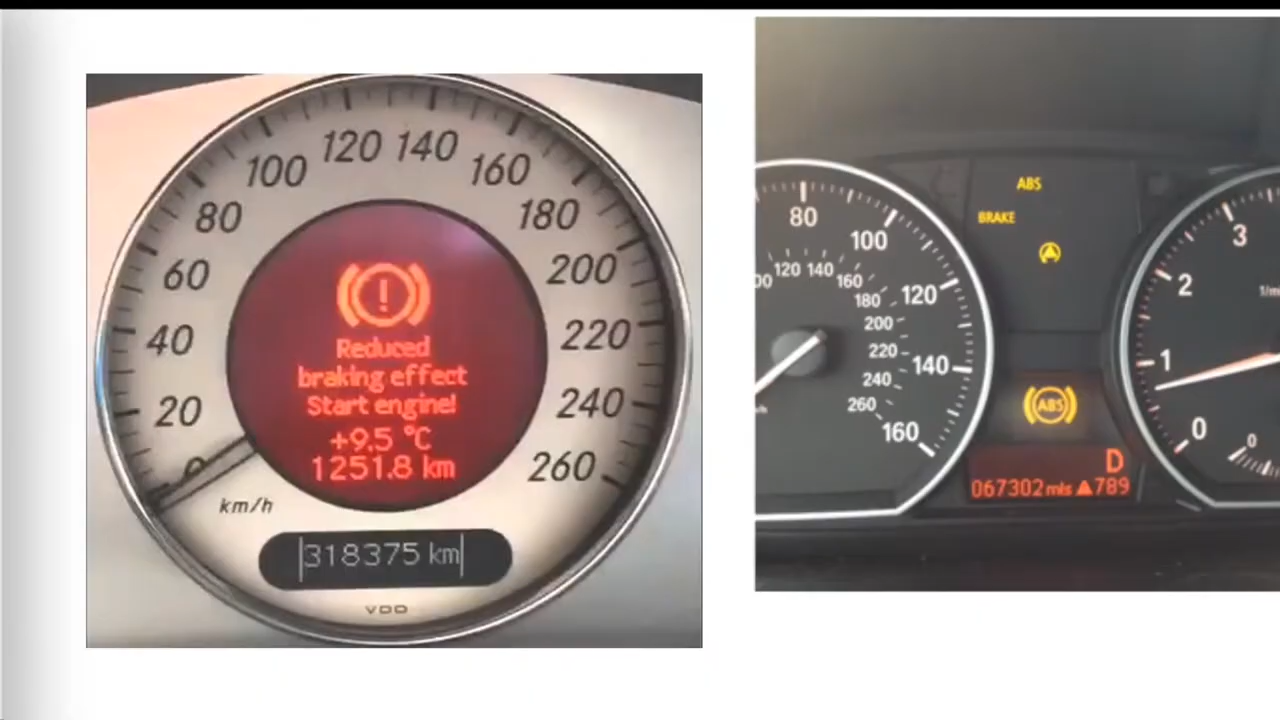 120 140
100 160
80 180
60 200
40 220
20 240
0 260
!
Reduced
braking effect
Start engine!
+9.5 °C
1251.8 km
km/h
318375 km
VDO
ABS
BRAKE
80
100
120
140
160
120 140
160
180
200
220
240
260
ABS
D
067302 mls ▲789
3
2
1
0
0